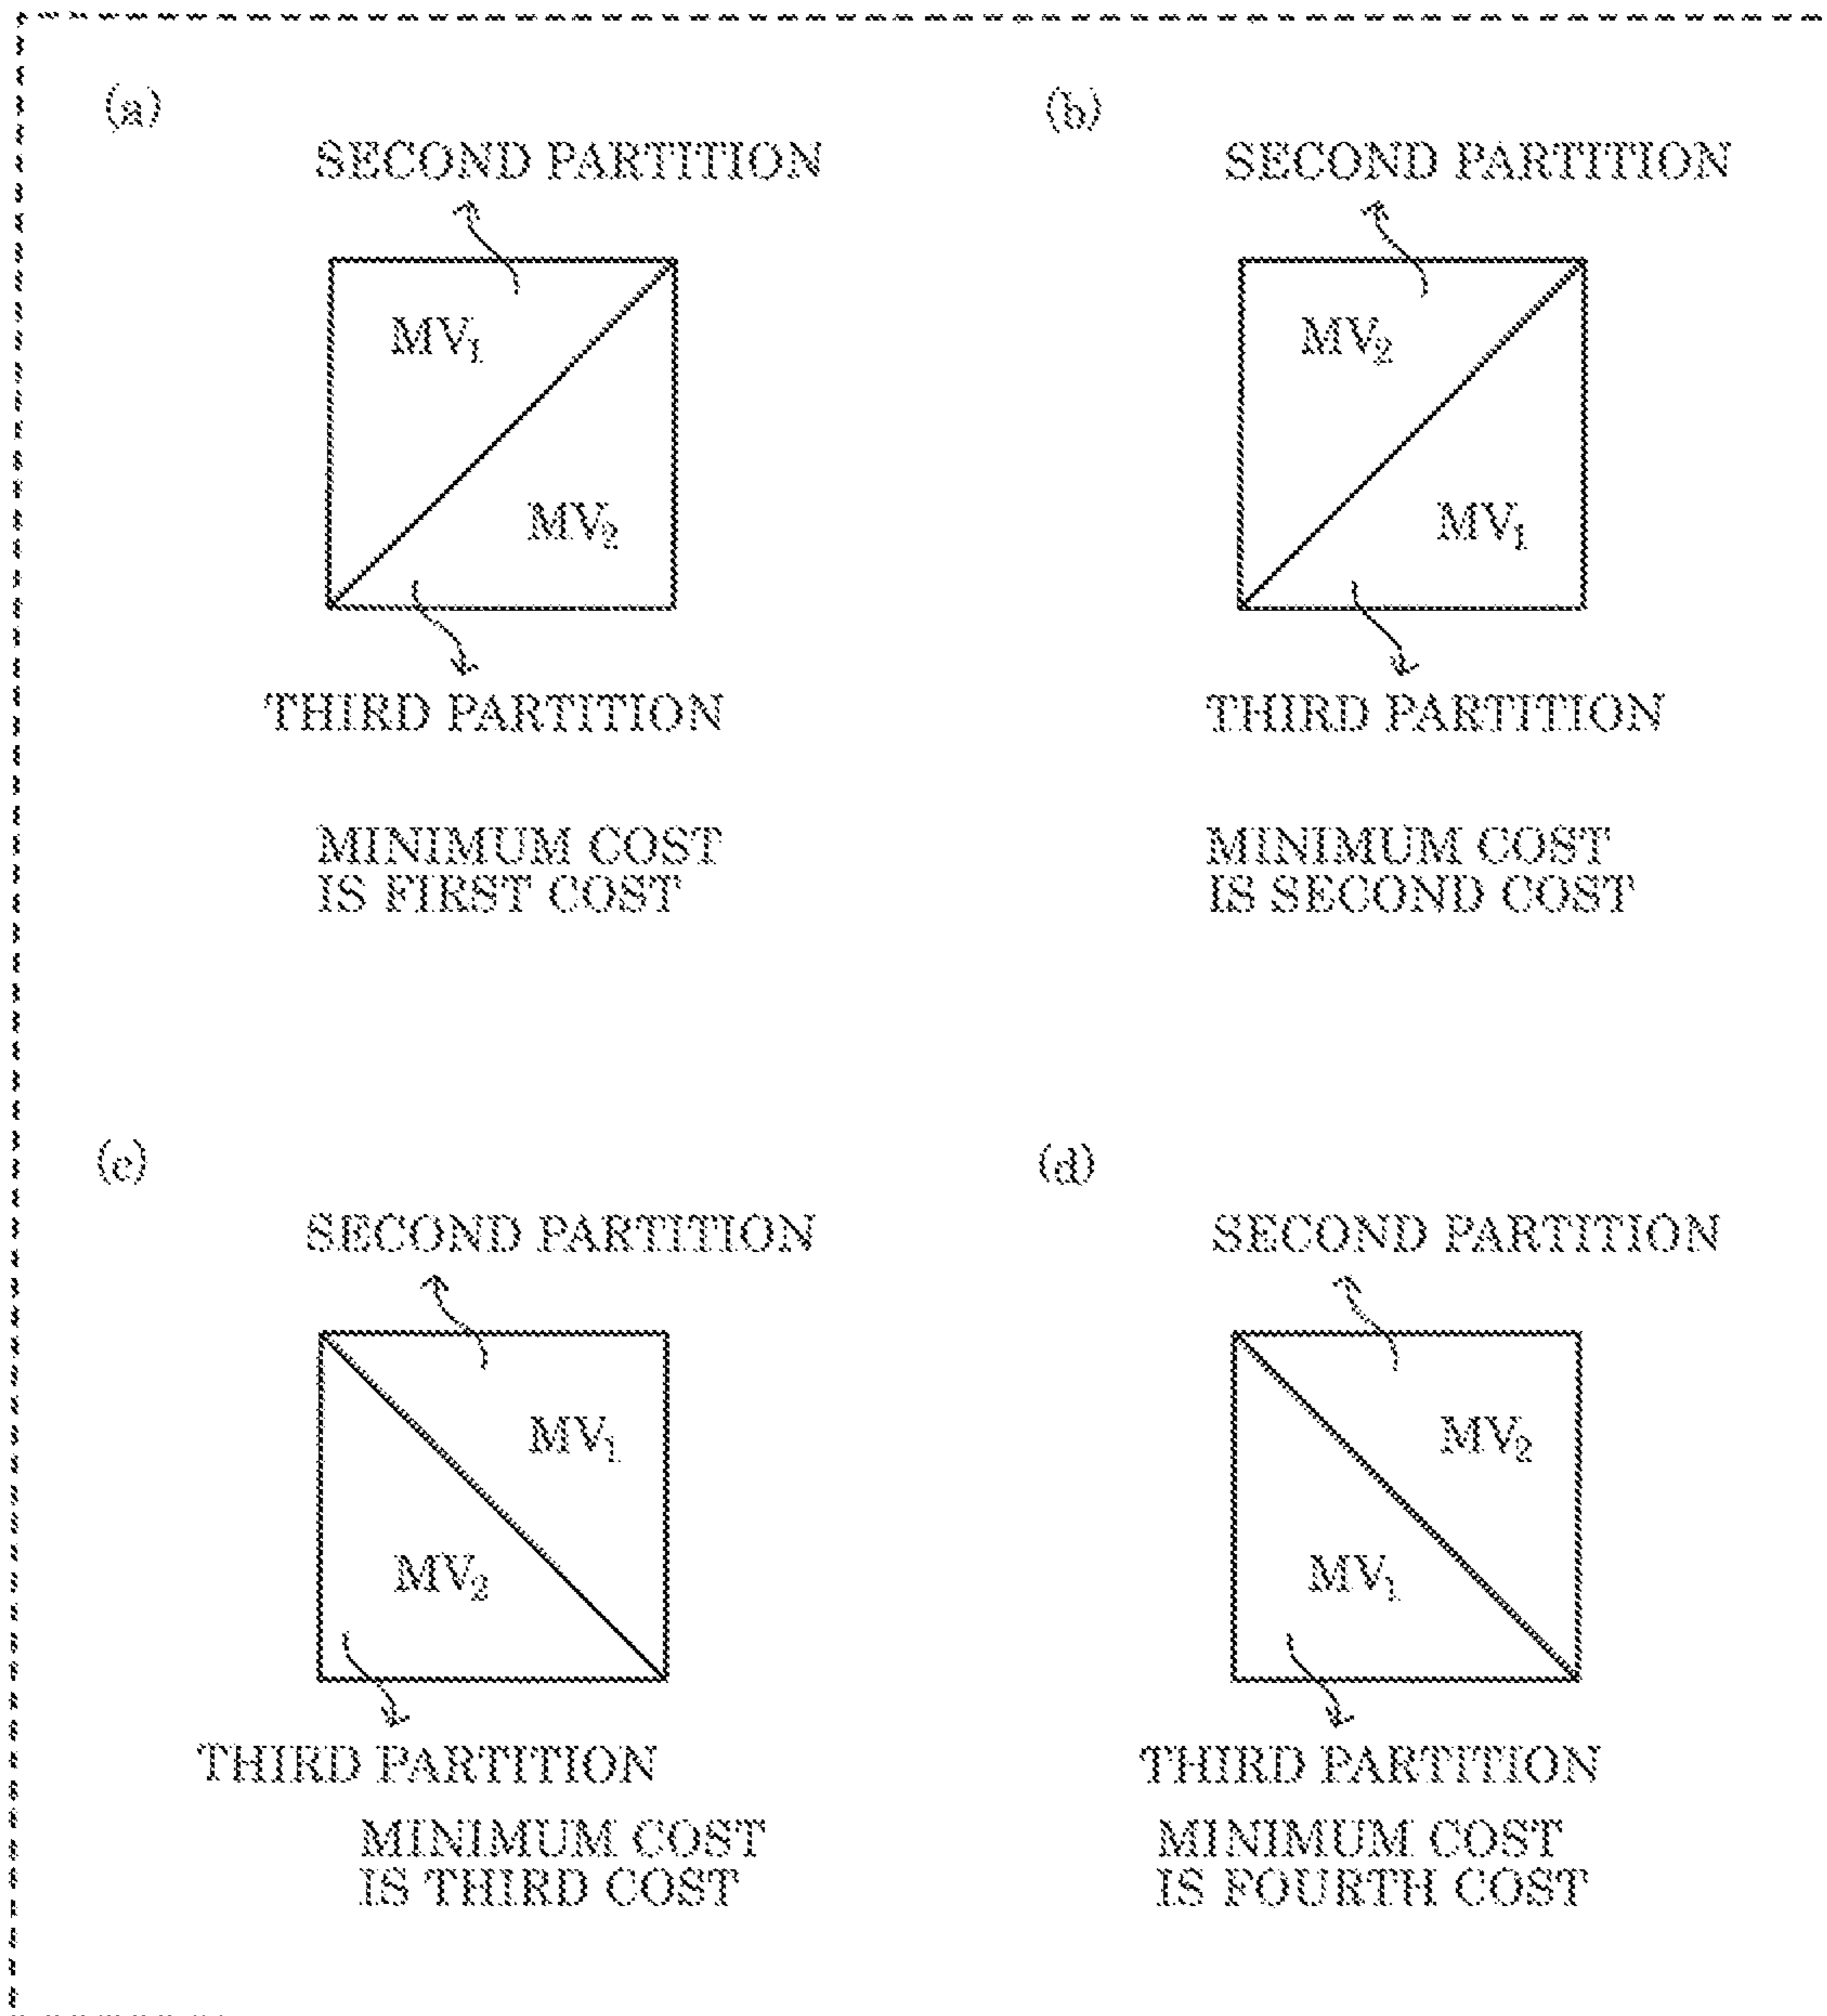 (a)
SECOND PARTITION
MV₁
MV₂
THIRD PARTITION
MINIMUM COST
IS FIRST COST
(b)
SECOND PARTITION
MV₂
MV₁
THIRD PARTITION
MINIMUM COST
IS SECOND COST
(c)
SECOND PARTITION
MV₁
MV₂
THIRD PARTITION
MINIMUM COST
IS THIRD COST
(d)
SECOND PARTITION
MV₂
MV₁
THIRD PARTITION
MINIMUM COST
IS FOURTH COST